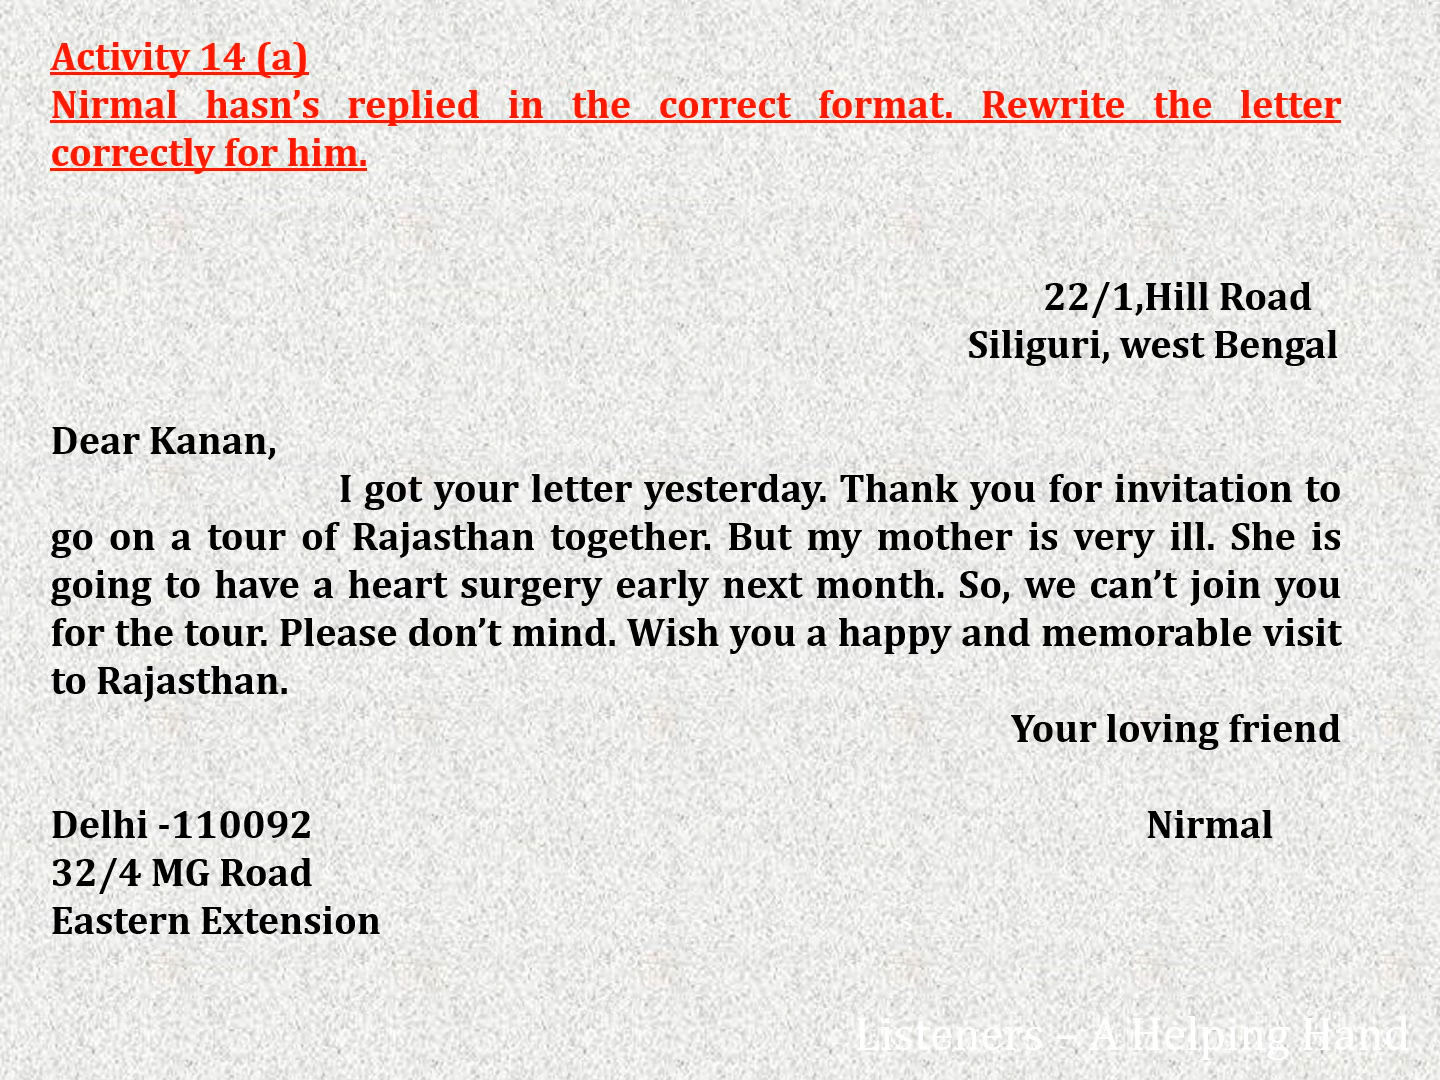 Activity 14 (a)
Nirmal hasn’s replied in the correct format. Rewrite the letter
correctly for him.
22/1,Hill Road
Siliguri, west Bengal
Dear Kanan,
I got your letter yesterday. Thank you for invitation to
go on a tour of Rajasthan together. But my mother is very ill. She is
going to have a heart surgery early next month. So, we can’t join you
for the tour. Please don’t mind. Wish you a happy and memorable visit
to Rajasthan.
Your loving friend
Delhi -110092 Nirmal
32/4 MG Road
Eastern Extension
Listeners – A Helping Hand